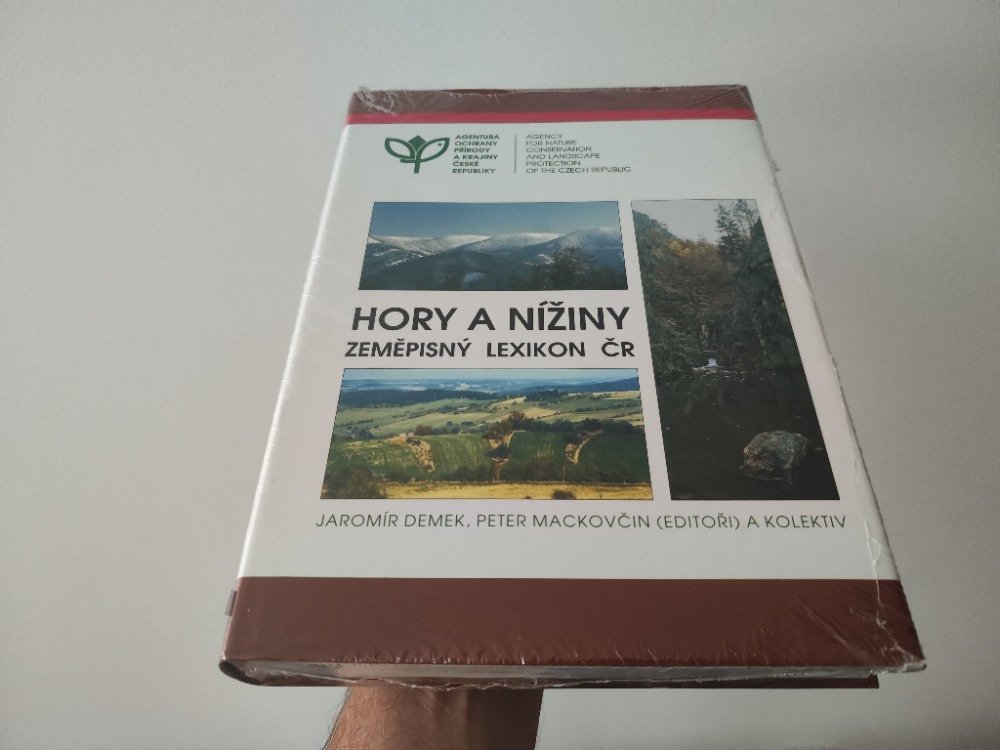 AGENTURA
OCHRANY
PŘÍRODY
A KRAJINY
ČESKÉ
REPUBLIKY
AGENCY
FOR NATURE
CONSERVATION
AND LANDSCAPE
PROTECTION
OF THE CZECH REPUBLIC
HORY A NÍŽINY
ZEMĚPISNÝ LEXIKON ČR
JAROMÍR DEMEK, PETER MACKOVČIN (EDITOŘI) A KOLEKTIV